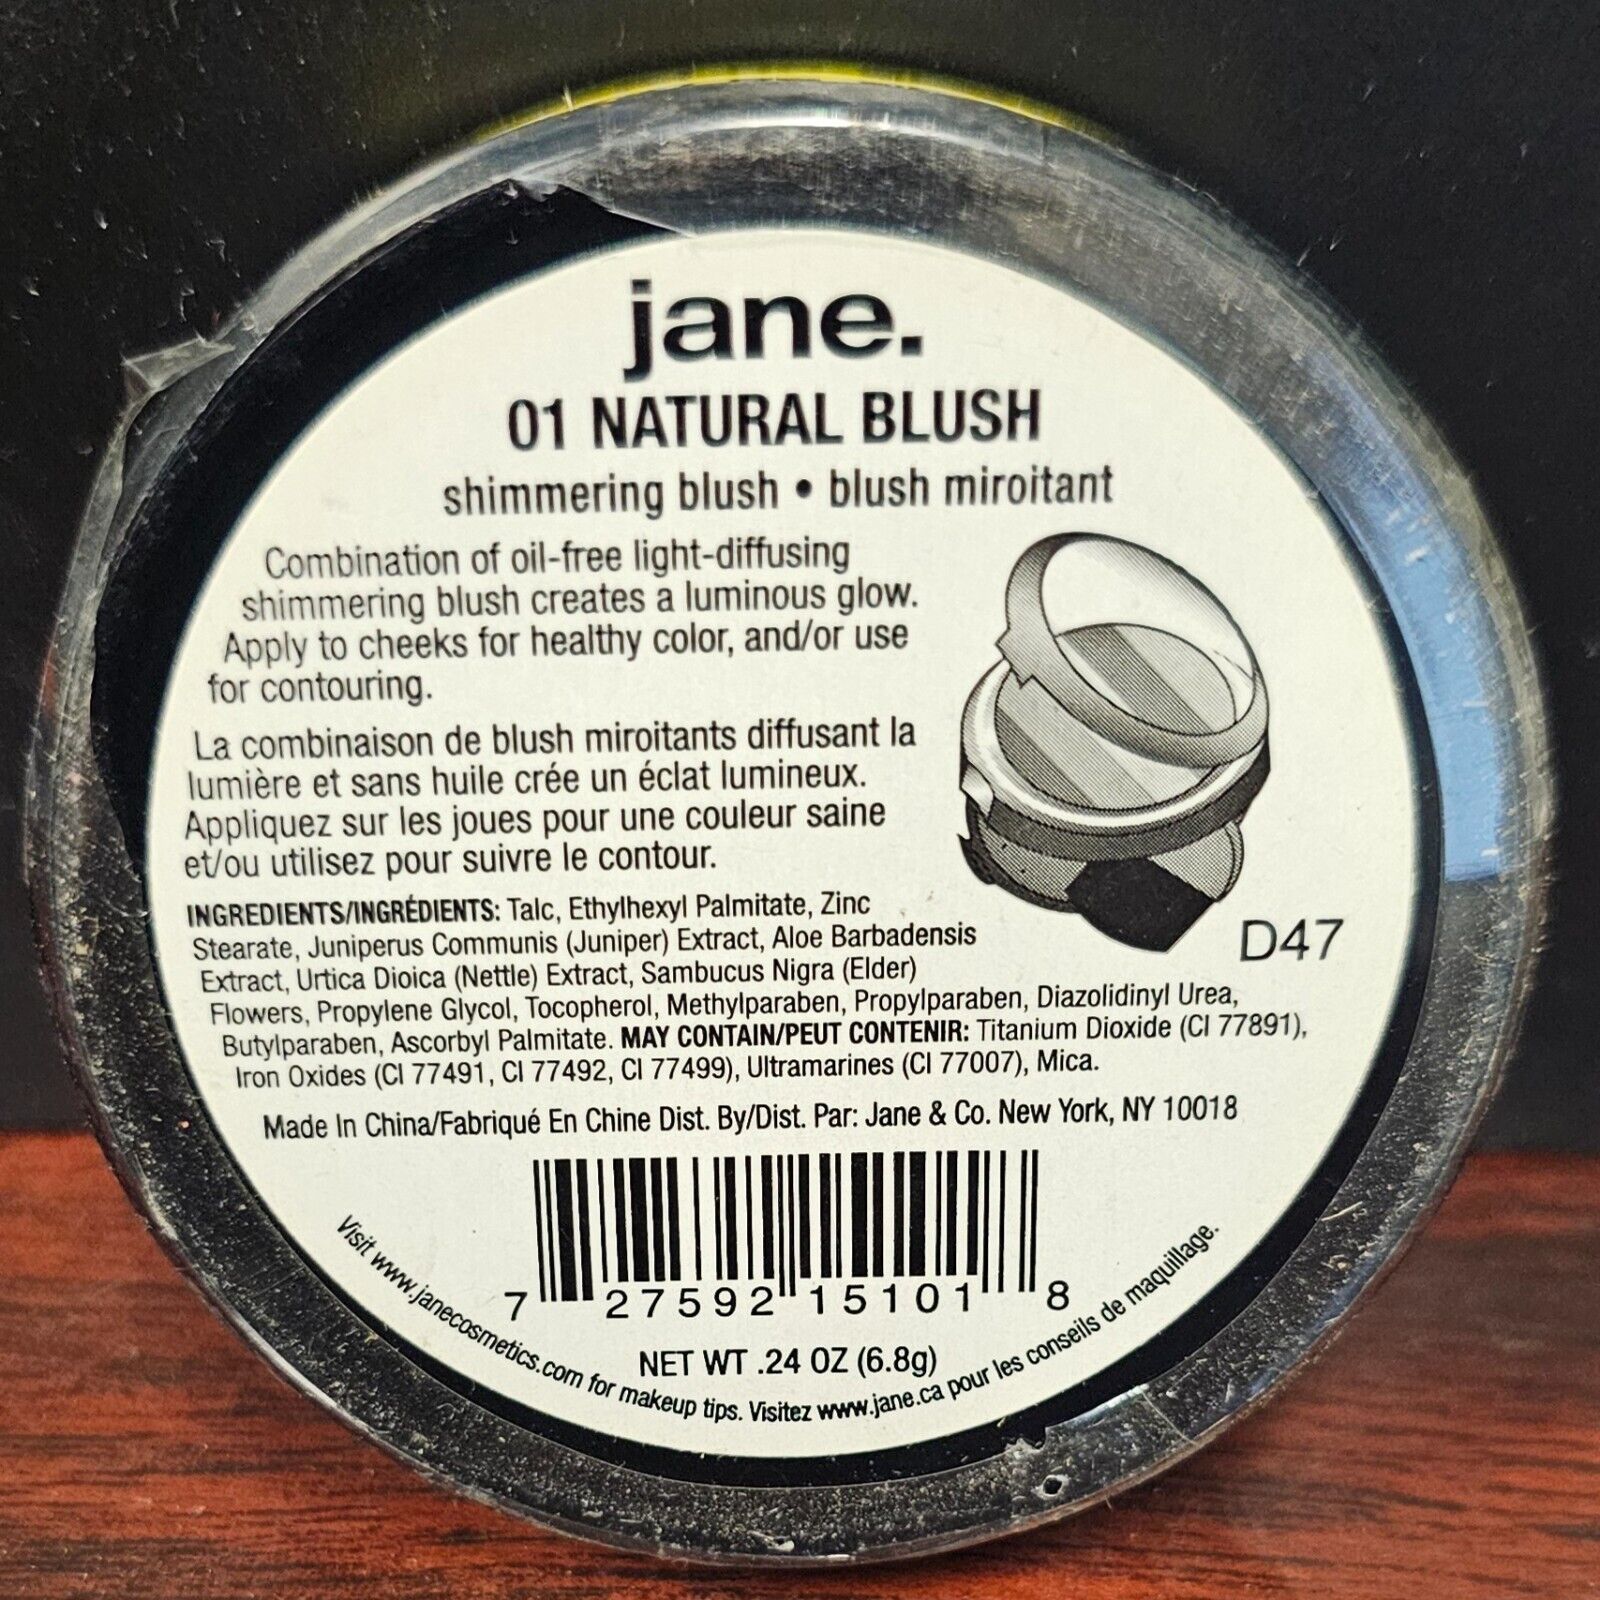 jane.
01 NATURAL BLUSH
shimmering blush • blush miroitant
Combination of oil-free light-diffusing
shimmering blush creates a luminous glow.
Apply to cheeks for healthy color, and/or use
for contouring.
La combinaison de blush miroitants diffusant la
lumière et sans huile crée un éclat lumineux.
Appliquez sur les joues pour une couleur saine
et/ou utilisez pour suivre le contour.
INGREDIENTS/INGRÉDIENTS: Talc, Ethylhexyl Palmitate, Zinc
Stearate, Juniperus Communis (Juniper) Extract, Aloe Barbadensis
Extract, Urtica Dioica (Nettle) Extract, Sambucus Nigra (Elder)
Flowers, Propylene Glycol, Tocopherol, Methylparaben, Propylparaben, Diazolidinyl Urea,
Butylparaben, Ascorbyl Palmitate. MAY CONTAIN/PEUT CONTENIR: Titanium Dioxide (CI 77891),
Iron Oxides (CI 77491, CI 77492, CI 77499), Ultramarines (CI 77007), Mica.
D47
Made In China/Fabriqué En Chine Dist. By/Dist. Par: Jane & Co. New York, NY 10018
7 27592 15101 8
NET WT .24 OZ (6.8g)
Visit www.janecosmetics.com for makeup tips. Visitez www.jane.ca pour les conseils de maquillage.